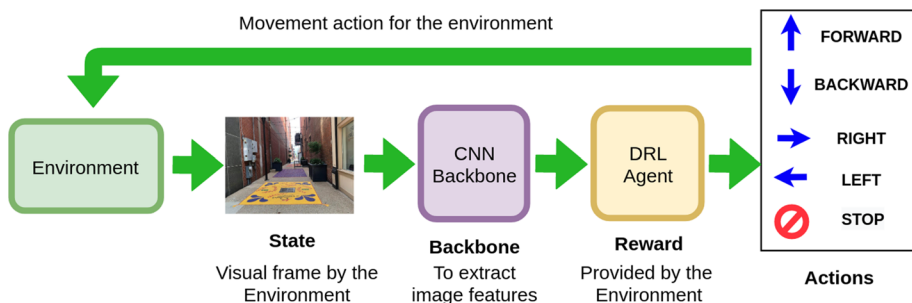 Movement action for the environment
FORWARD
BACKWARD
RIGHT
LEFT
STOP
Actions
Environment
CNN
Backbone
DRL
Agent
State
Visual frame by the
Environment
Backbone
To extract
image features
Reward
Provided by the
Environment